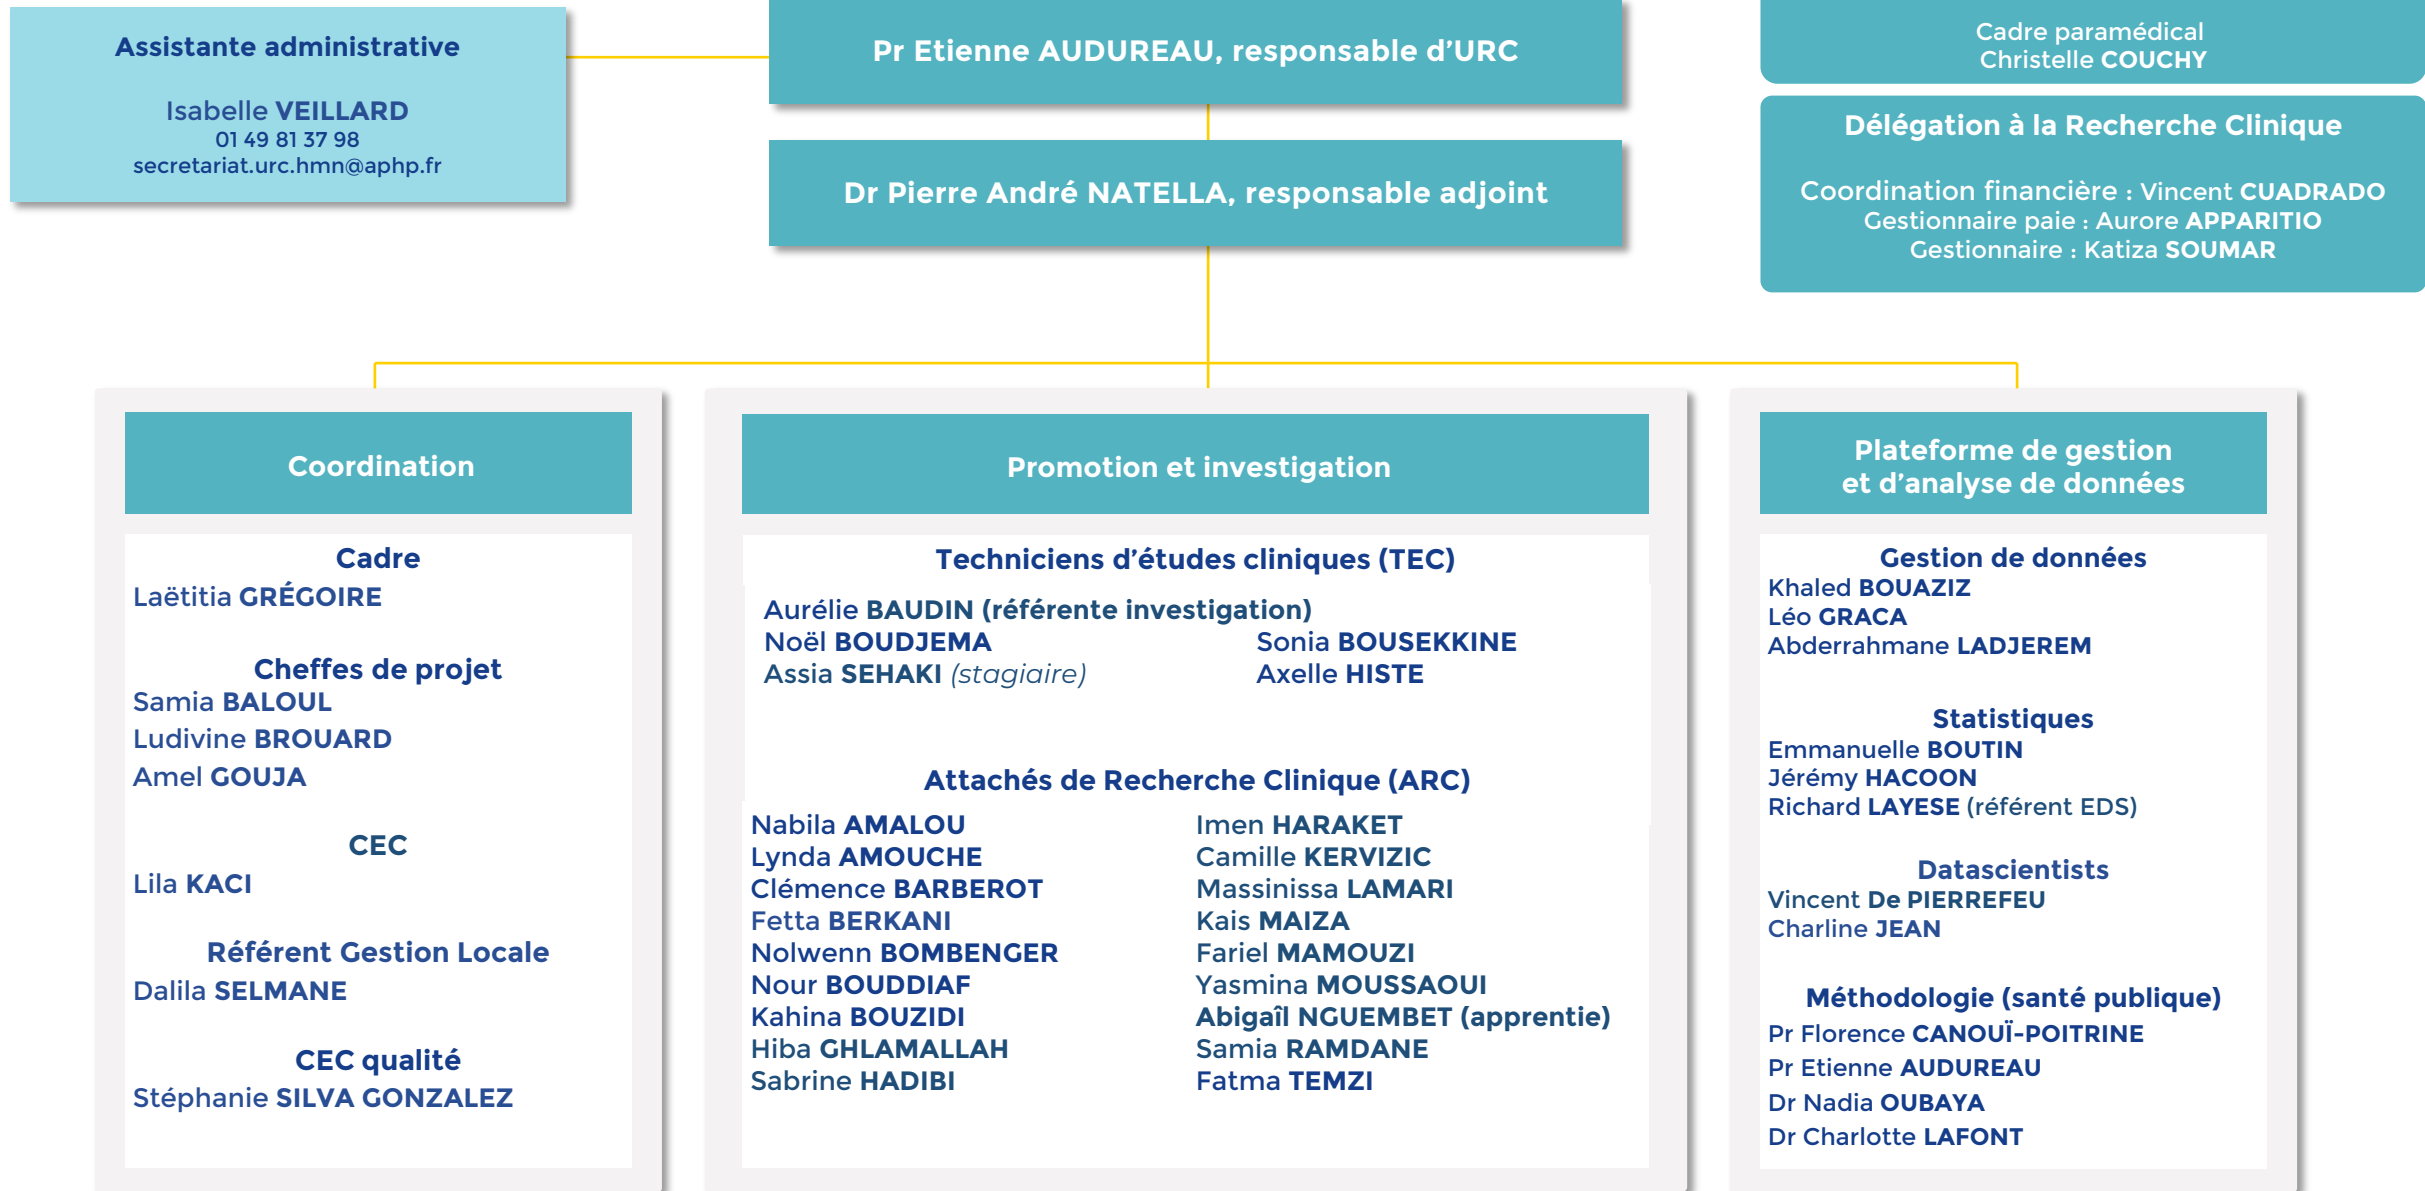 Assistante administrative
Isabelle VEILLARD
01 49 81 37 98
secretariat.urc.hmn@aphp.fr
Pr Etienne AUDUREAU, responsable d’URC
Dr Pierre André NATELLA, responsable adjoint
Cadre paramédical
Christelle COUCHY
Délégation à la Recherche Clinique
Coordination financière : Vincent CUADRADO
Gestionnaire paie : Aurore APPARITIO
Gestionnaire : Katiza SOUMAR
Coordination
Cadre
Laëtitia GRÉGOIRE
Cheffes de projet
Samia BALOUL
Ludivine BROUARD
Amel GOUJA
CEC
Lila KACI
Référent Gestion Locale
Dalila SELMANE
CEC qualité
Stéphanie SILVA GONZALEZ
Promotion et investigation
Techniciens d’études cliniques (TEC)
Aurélie BAUDIN (référente investigation)
Noël BOUDJEMA
Assia SEHAKI (stagiaire)
Sonia BOUSEKKINE
Axelle HISTE
Attachés de Recherche Clinique (ARC)
Nabila AMALOU
Lynda AMOUCHE
Clémence BARBEROT
Fetta BERKANI
Nolwenn BOMBENGER
Nour BOUDDIAF
Kahina BOUZIDI
Hiba GHLAMALLAH
Sabrine HADIBI
Imen HARAKET
Camille KERVIZIC
Massinissa LAMARI
Kais MAIZA
Fariel MAMOUZI
Yasmina MOUSSAOUI
Abigaîl NGUEMBET (apprentie)
Samia RAMDANE
Fatma TEMZI
Plateforme de gestion
et d’analyse de données
Gestion de données
Khaled BOUAZIZ
Léo GRACA
Abderrahmane LADJEREM
Statistiques
Emmanuelle BOUTIN
Jérémy HACOON
Richard LAYESE (référent EDS)
Datascientists
Vincent De PIERREFEU
Charline JEAN
Méthodologie (santé publique)
Pr Florence CANOUÏ-POITRINE
Pr Etienne AUDUREAU
Dr Nadia OUBAYA
Dr Charlotte LAFONT